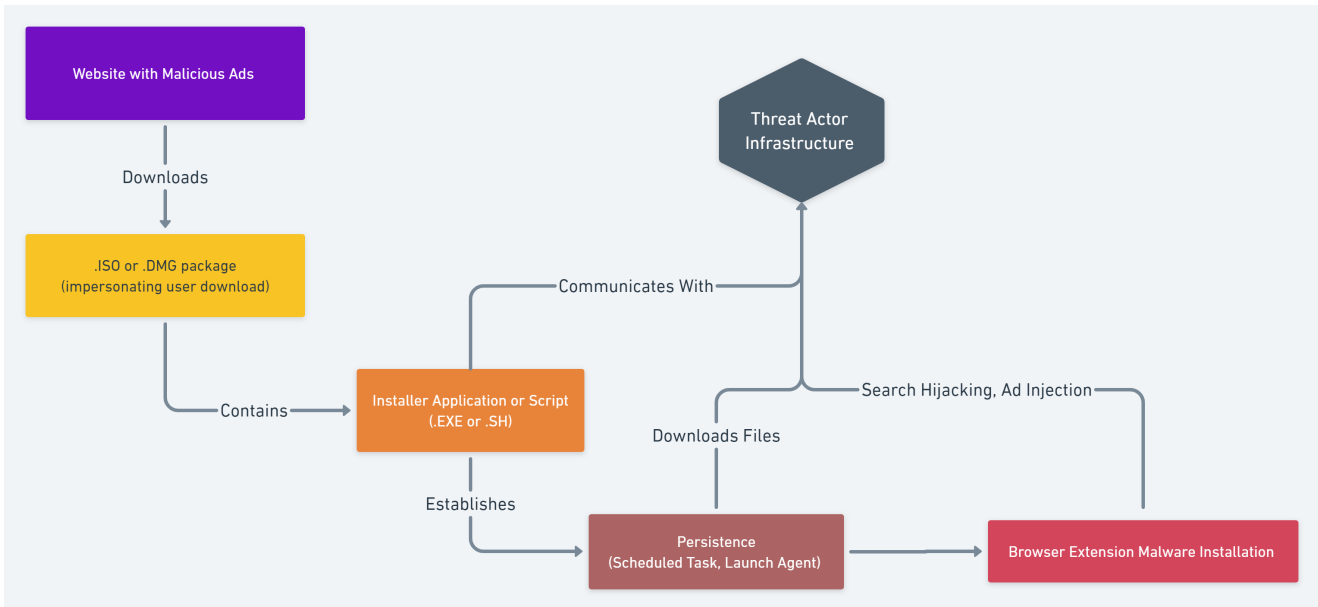 Website with Malicious Ads
Threat Actor
Infrastructure
Downloads
.ISO or .DMG package
(impersonating user download)
Communicates With
Installer Application or Script
(.EXE or .SH)
Contains
Search Hijacking, Ad Injection
Downloads Files
Establishes
Persistence
(Scheduled Task, Launch Agent)
Browser Extension Malware Installation